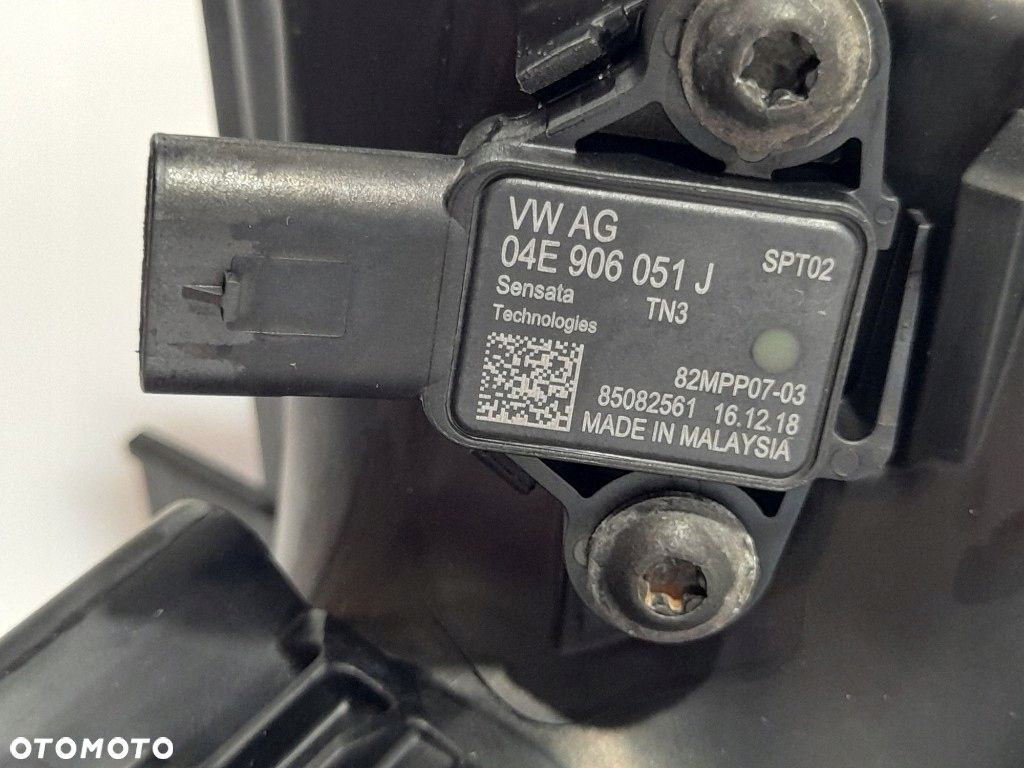 VW AG
04E 906 051 J
SPT02
Sensata
Technologies
TN3
82MPP07-03
85082561 16.12.18
MADE IN MALAYSIA
OTOMOTO